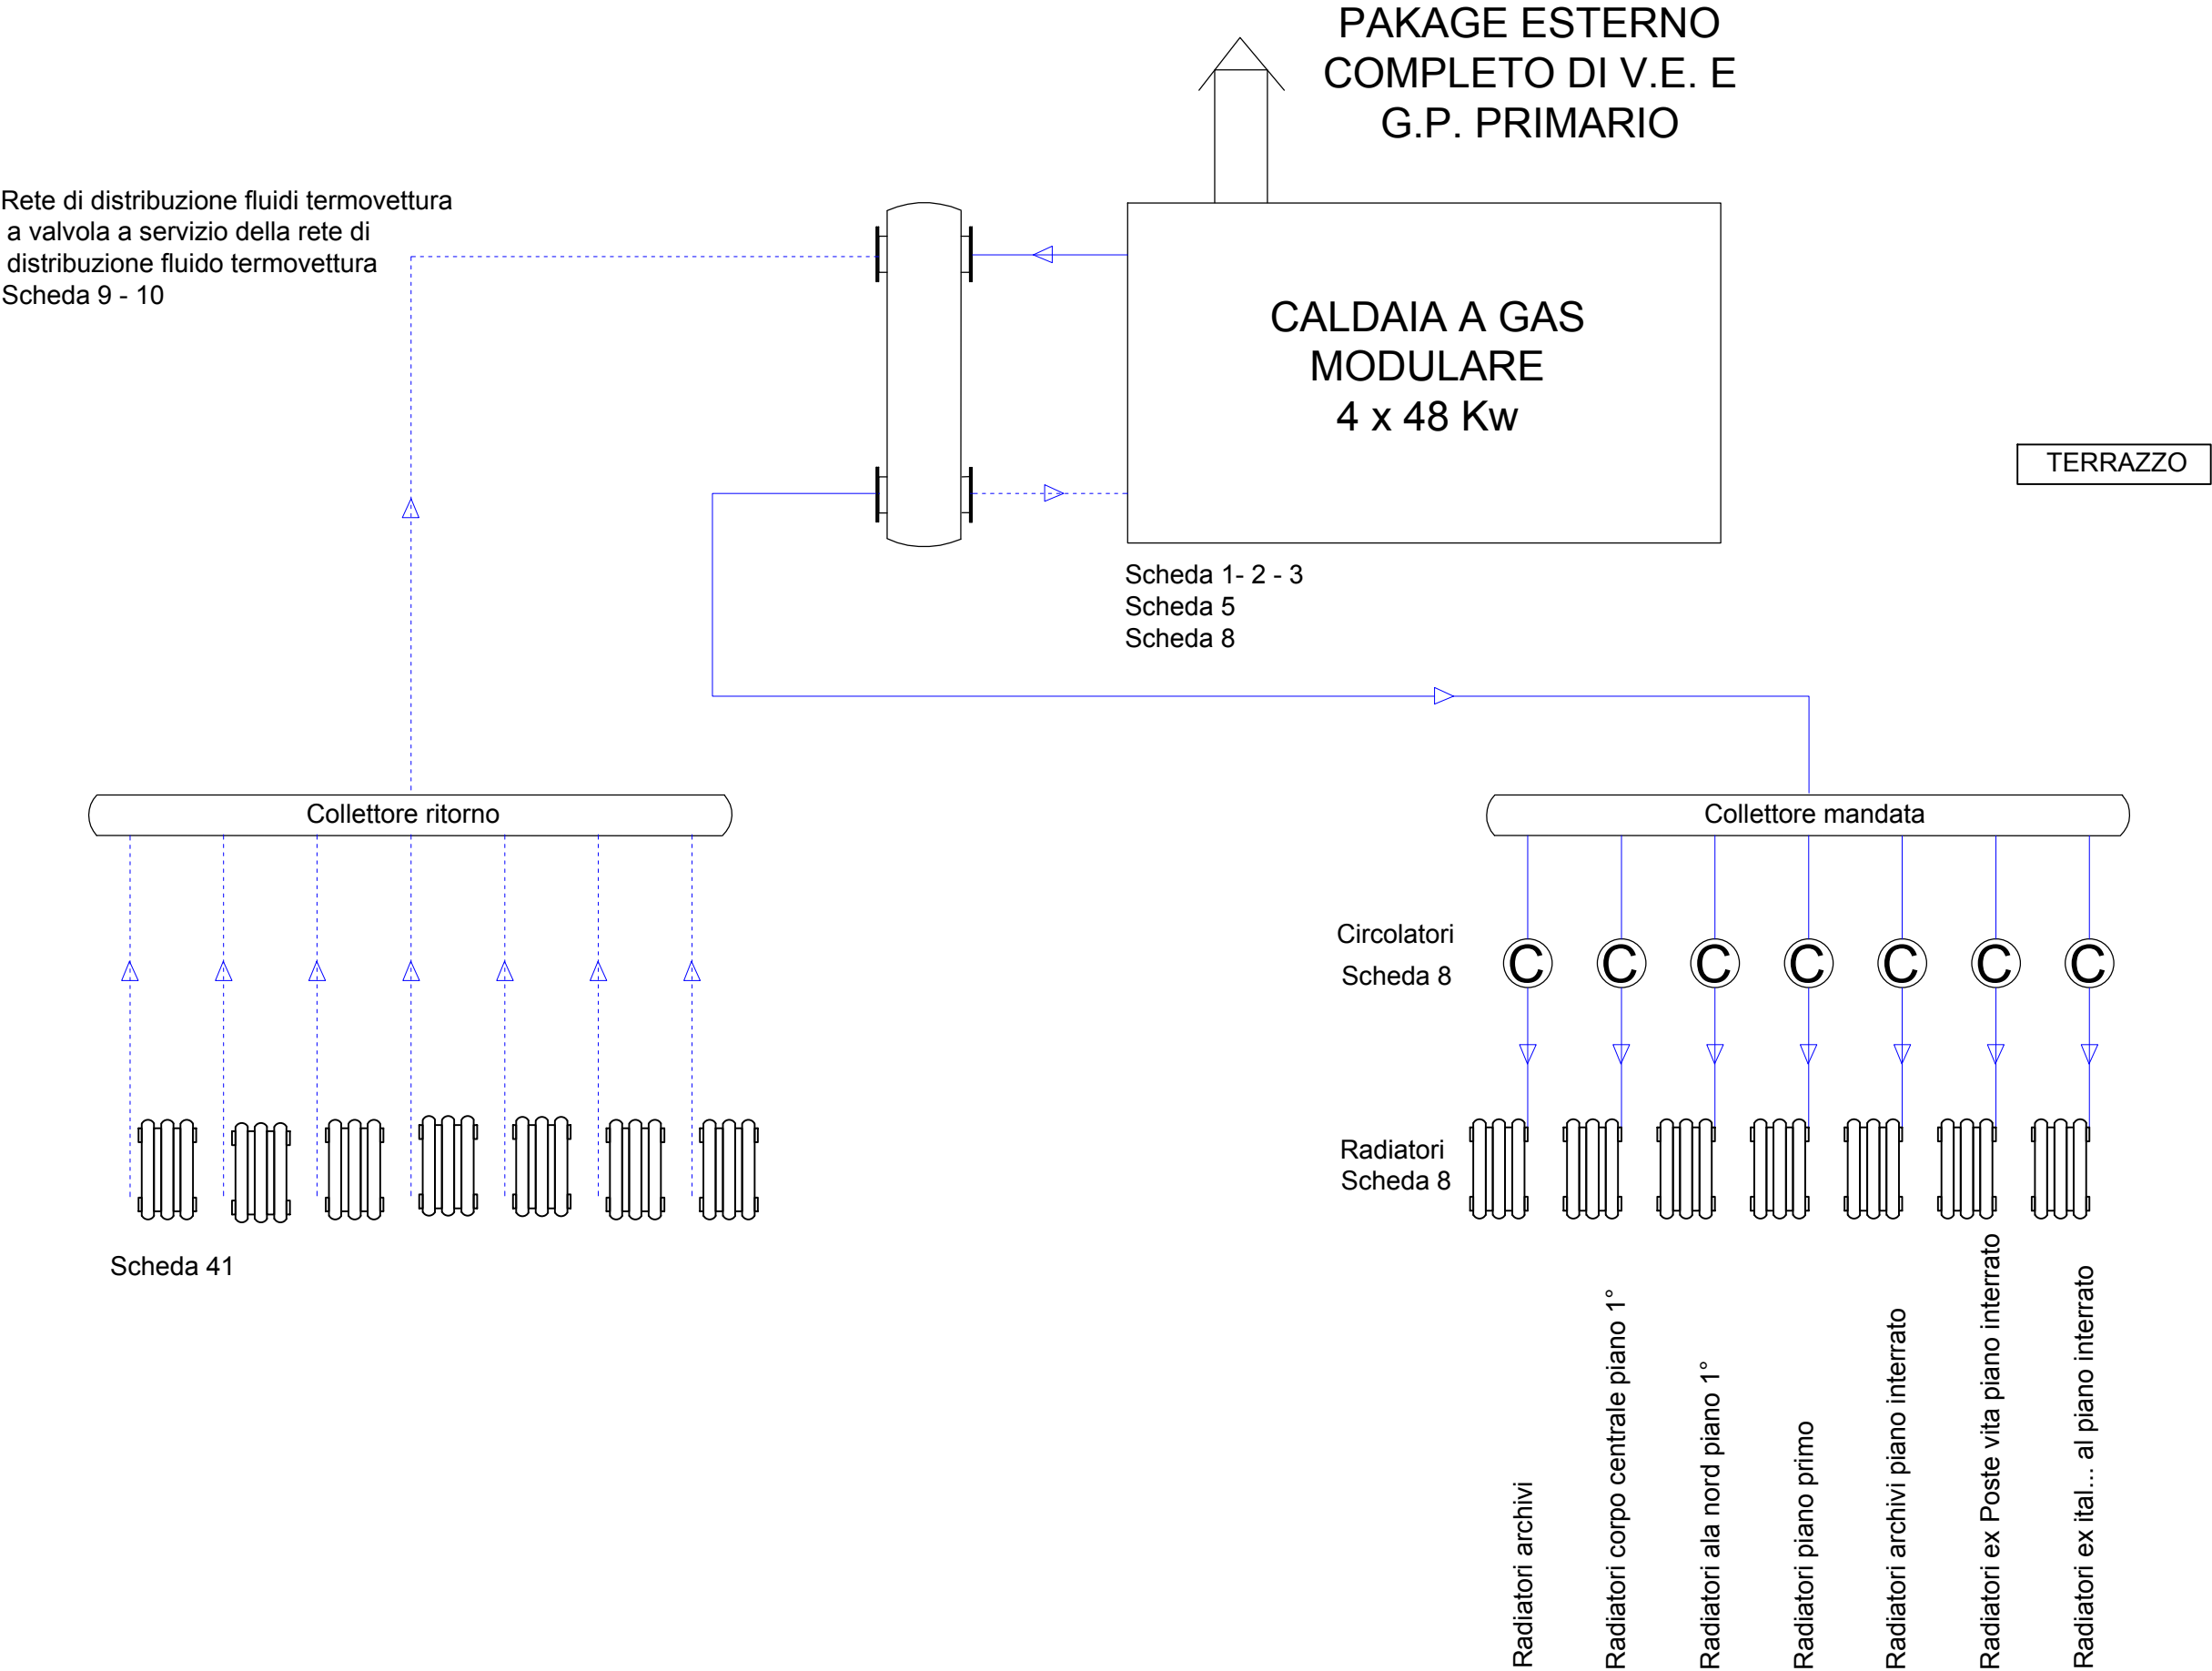 PAKAGE ESTERNO
COMPLETO DI V.E. E
G.P. PRIMARIO
Rete di distribuzione fluidi termovettura
a valvola a servizio della rete di
distribuzione fluido termovettura
Scheda 9 - 10
CALDAIA A GAS
MODULARE
4 x 48 Kw
TERRAZZO
Scheda 1- 2 - 3
Scheda 5
Scheda 8
Collettore ritorno
Collettore mandata
Circolatori
Scheda 8
C C C C C C C
Radiatori
Scheda 8
Scheda 41
Radiatori archivi
Radiatori corpo centrale piano 1°
Radiatori ala nord piano 1°
Radiatori piano primo
Radiatori archivi piano interrato
Radiatori ex Poste vita piano interrato
Radiatori ex ital... al piano interrato